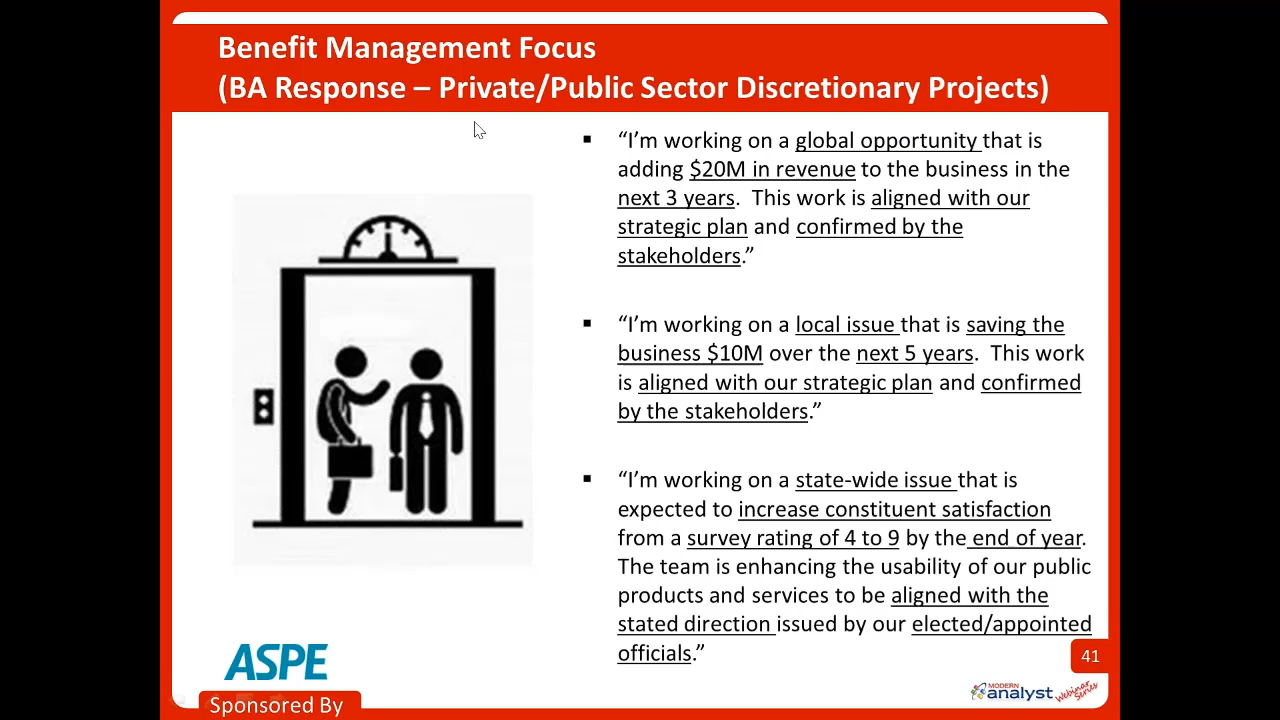 Benefit Management Focus
(BA Response – Private/Public Sector Discretionary Projects)
▪ “I’m working on a global opportunity that is
adding $20M in revenue to the business in the
next 3 years. This work is aligned with our
strategic plan and confirmed by the
stakeholders.”
▪ “I’m working on a local issue that is saving the
business $10M over the next 5 years. This work
is aligned with our strategic plan and confirmed
by the stakeholders.”
▪ “I’m working on a state-wide issue that is
expected to increase constituent satisfaction
from a survey rating of 4 to 9 by the end of year.
The team is enhancing the usability of our public
products and services to be aligned with the
stated direction issued by our elected/appointed
officials.”
ASPE
41
Sponsored By
MODERN
analyst Webinar
Series